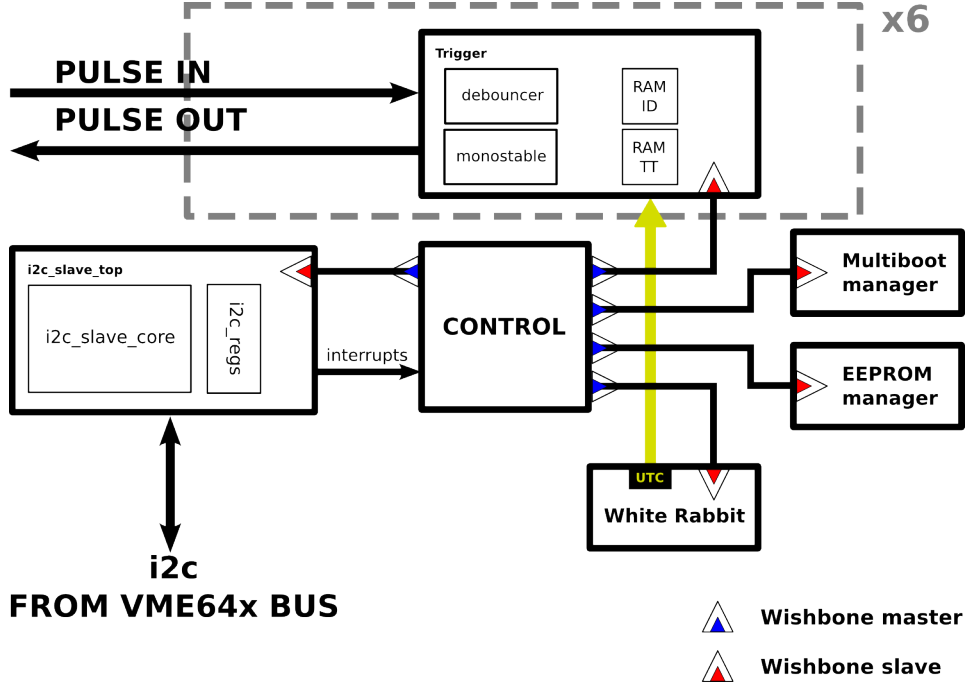 x6
Trigger
PULSE IN
debouncer
RAM
ID
PULSE OUT
monostable
RAM
TT
i2c_slave_top
i2c_slave_core
i2c_regs
interrupts
CONTROL
Multiboot
manager
EEPROM
manager
UTC
White Rabbit
i2c
FROM VME64x BUS
Wishbone master
Wishbone slave